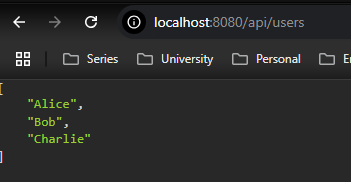 localhost:8080/api/users
Series University Personal
[
"Alice",
"Bob",
"Charlie"
]